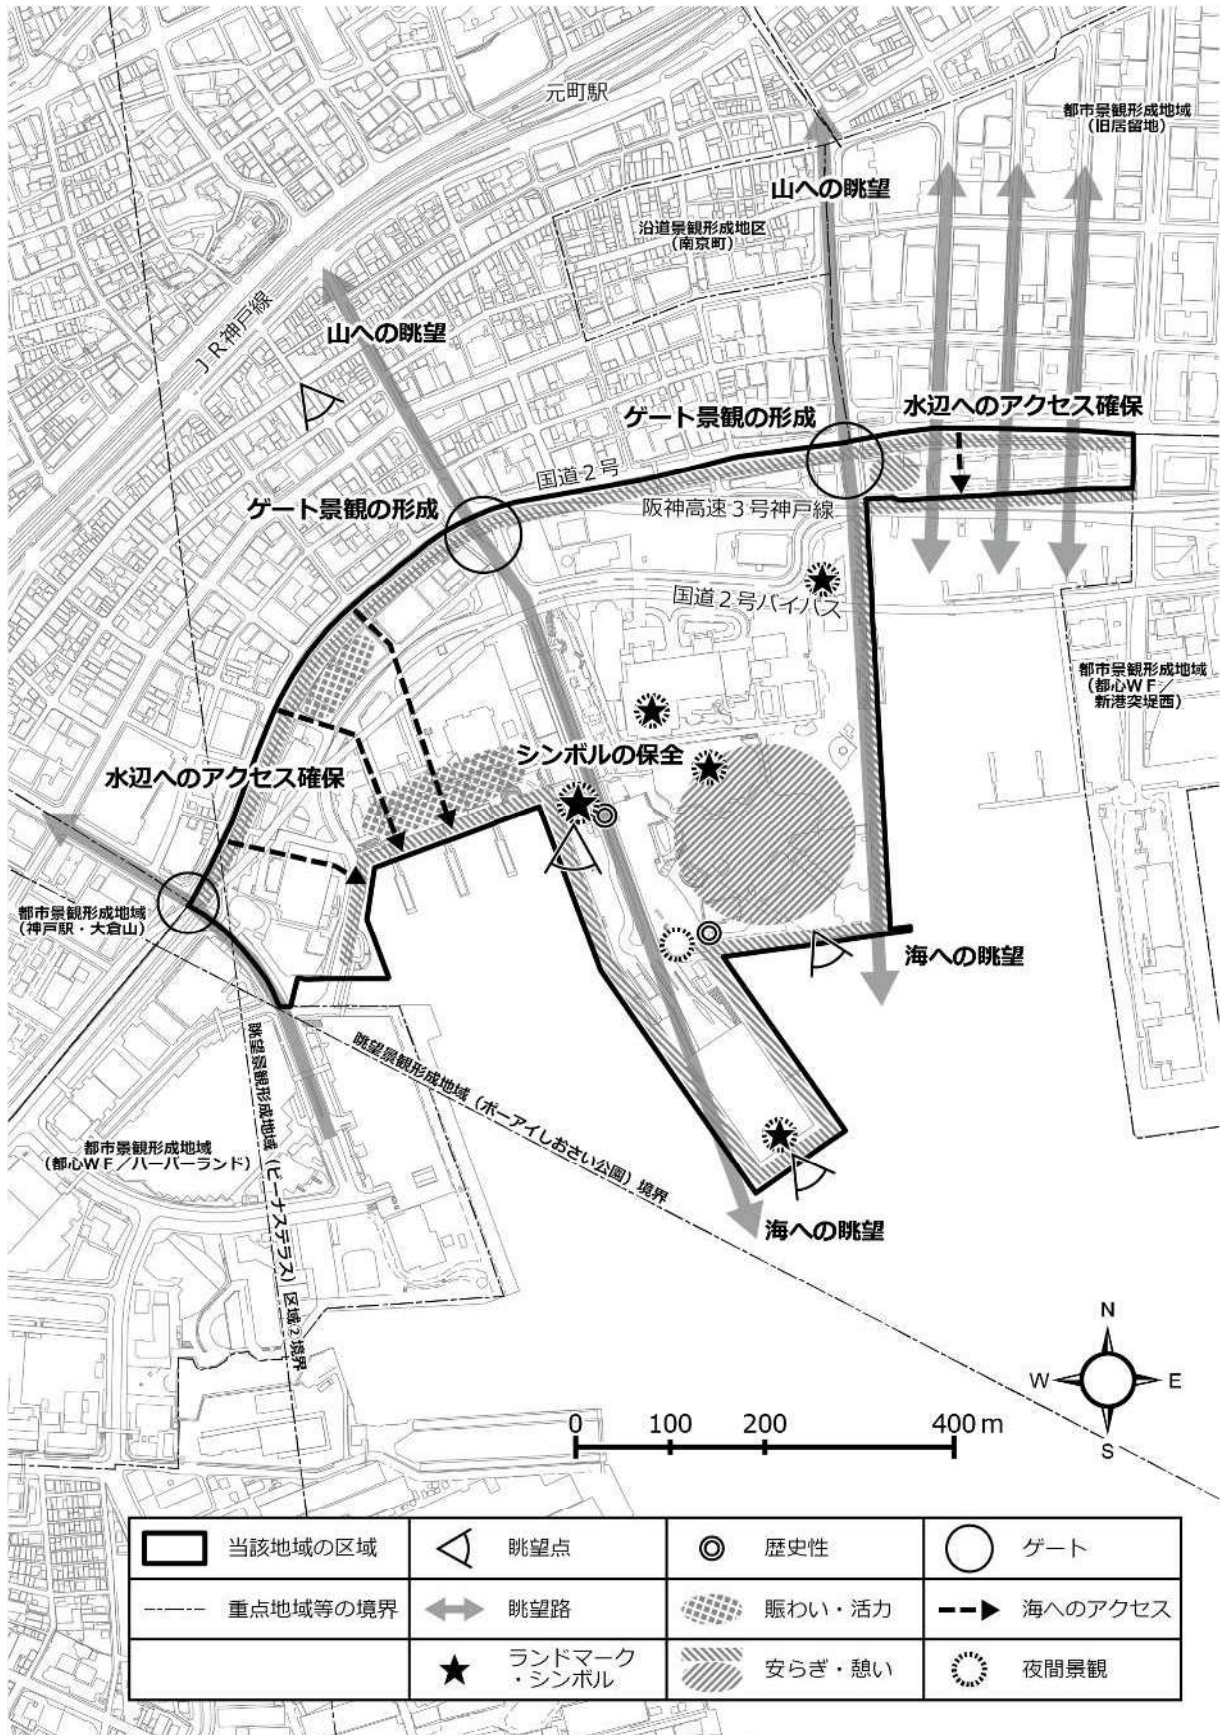 元町駅
都市景観形成地域
(旧居留地)
山への眺望
沿道景観形成地区
(南京町)
JR神戸線
山への眺望
水辺へのアクセス確保
ゲート景観の形成
国道2号
ゲート景観の形成
阪神高速3号神戸線
国道2号バイパス
都市景観形成地域
(都心WF/
新港突堤西)
シンボルの保全
水辺へのアクセス確保
都市景観形成地域
(神戸駅・大倉山)
海への眺望
眺望景観形成地域(ポーアイしおさい公園)境界
眺望景観形成地域(ビーナステラス)区域②境界
都市景観形成地域
(都心WF/ハーバーランド)
海への眺望
N
W
E
S
0 100 200 400m
当該地域の区域 眺望点 歴史性 ゲート
重点地域等の境界 眺望路 賑わい・活力 海へのアクセス
ランドマーク
・シンボル 安らぎ・憩い 夜間景観